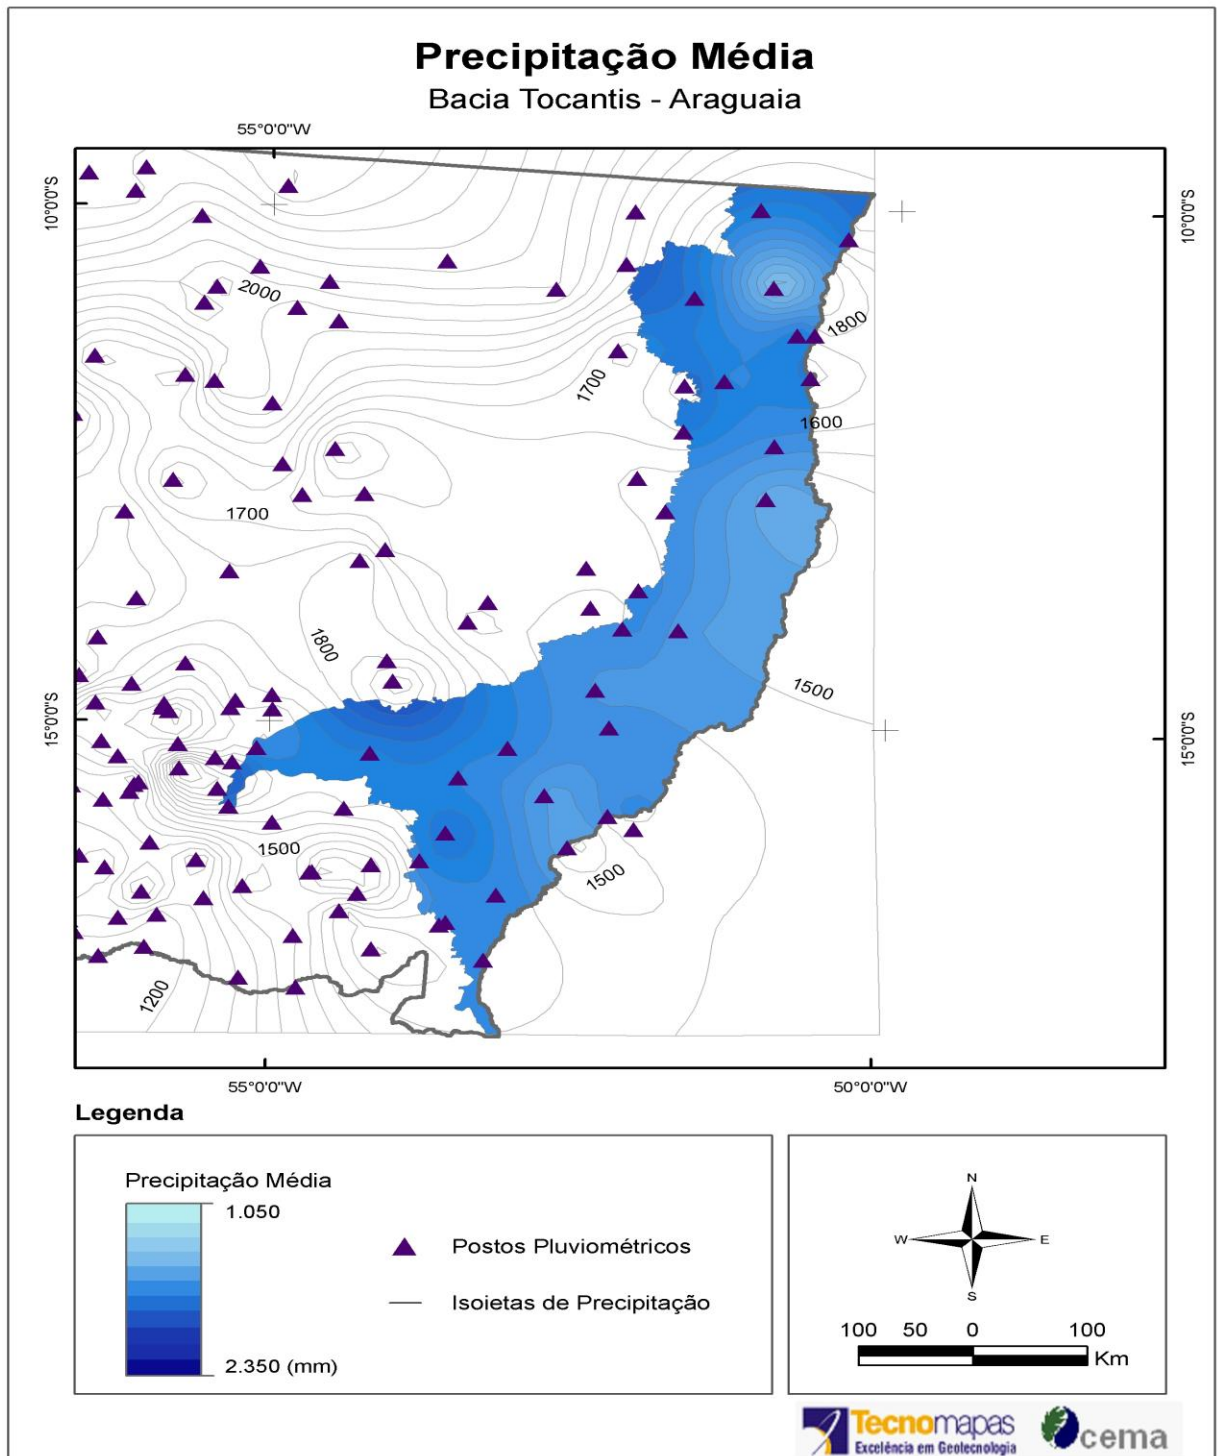 Precipitação Média
Bacia Tocantis - Araguaia
55°0'0"W
10°0'0"S
10°0'0"S
2000
1800
1700
1600
1700
1800
1500
15°0'0"S
15°0'0"S
1500
1500
1200
55°0'0"W
50°0'0"W
Legenda
Precipitação Média
1.050
2.350 (mm)
Postos Pluviométricos
Isoietas de Precipitação
N
W
E
S
100 50 0 100
Km
Tecnomapas
Excelência em Geotecnologia
cema